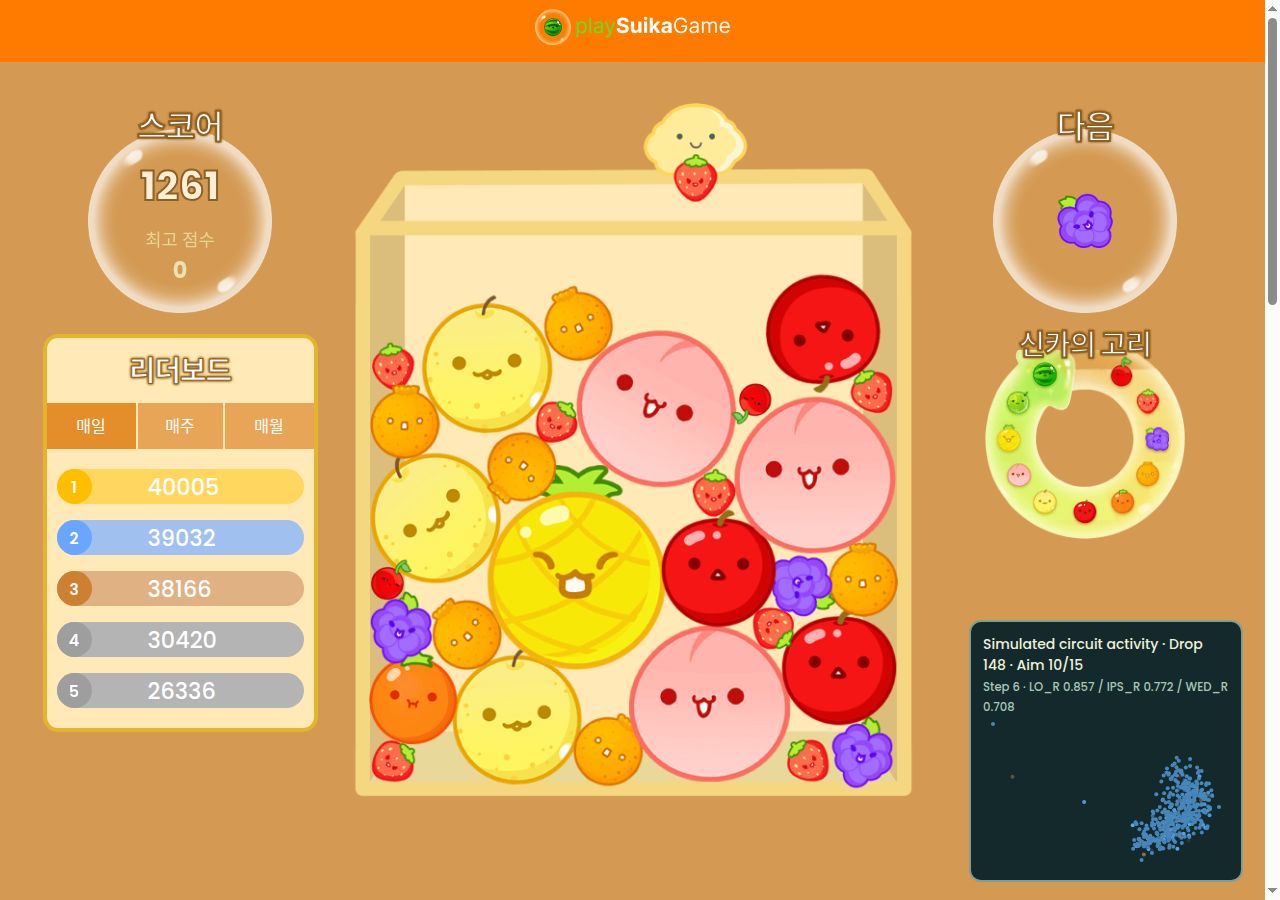 playSuikaGame
스코어
1261
최고 점수
0
리더보드
매일 매주 매월
1 40005
2 39032
3 38166
4 30420
5 26336
다음
신카의 고리
Simulated circuit activity · Drop
148 · Aim 10/15
Step 6 · LO_R 0.857 / IPS_R 0.772 / WED_R
0.708